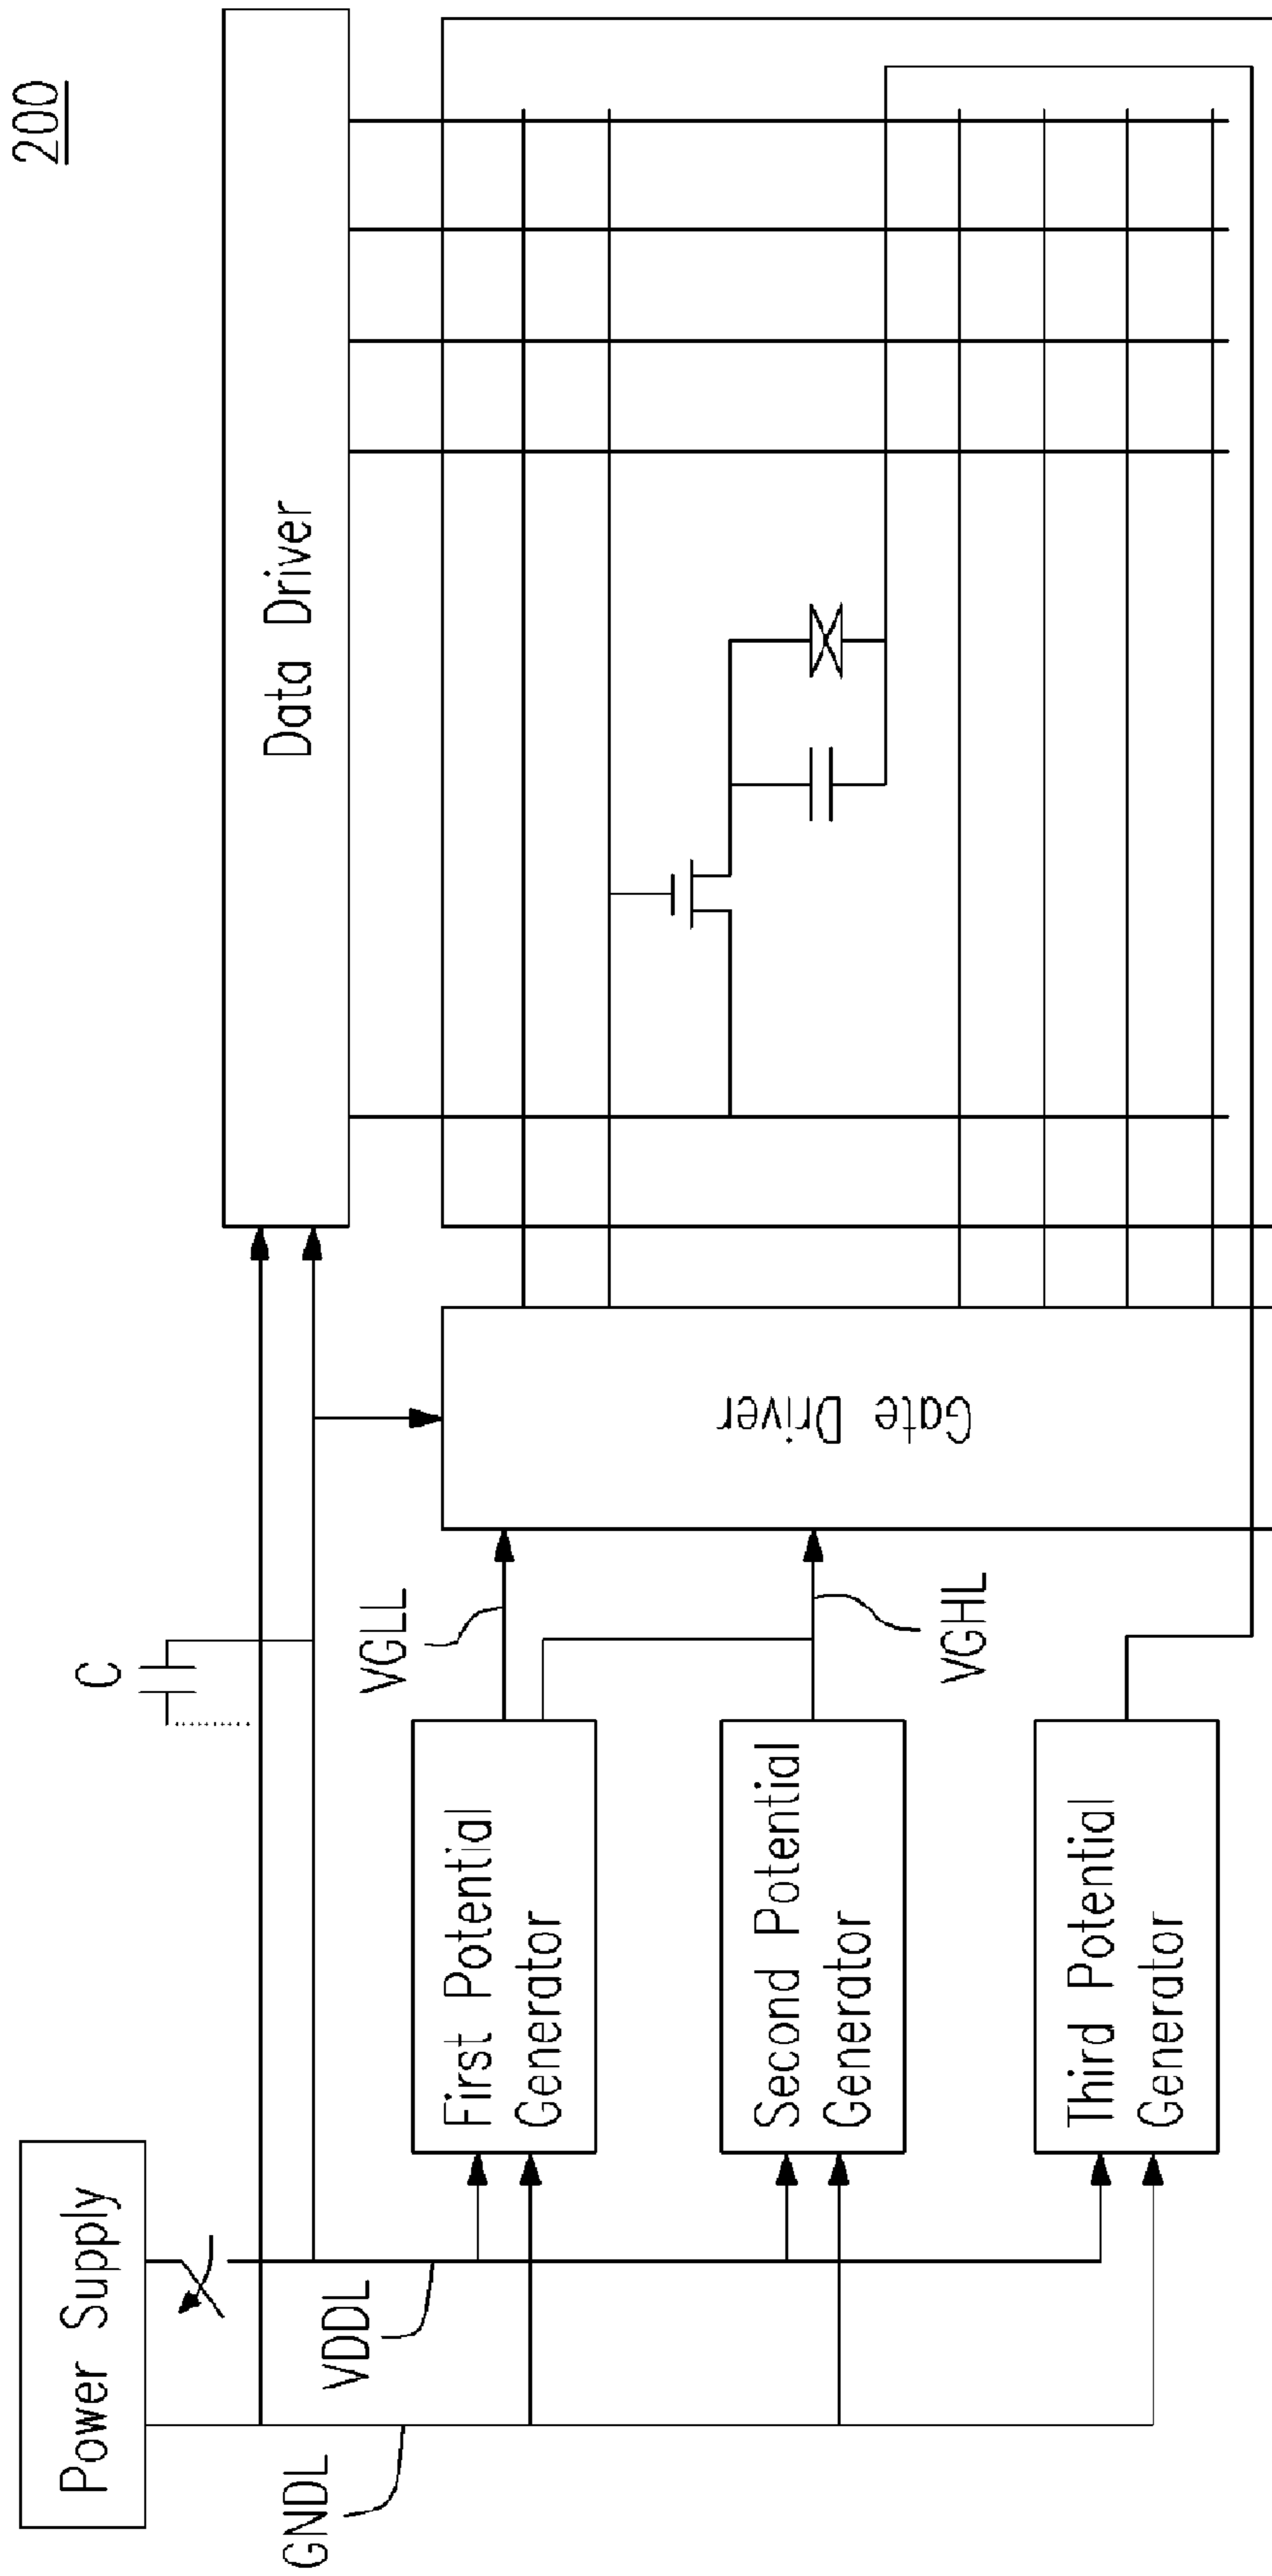 200
Power Supply
C
Data Driver
GNDL
VDDL
VGLL
First Potential
Generator
Gate Driver
Second Potential
Generator
VGHL
Third Potential
Generator